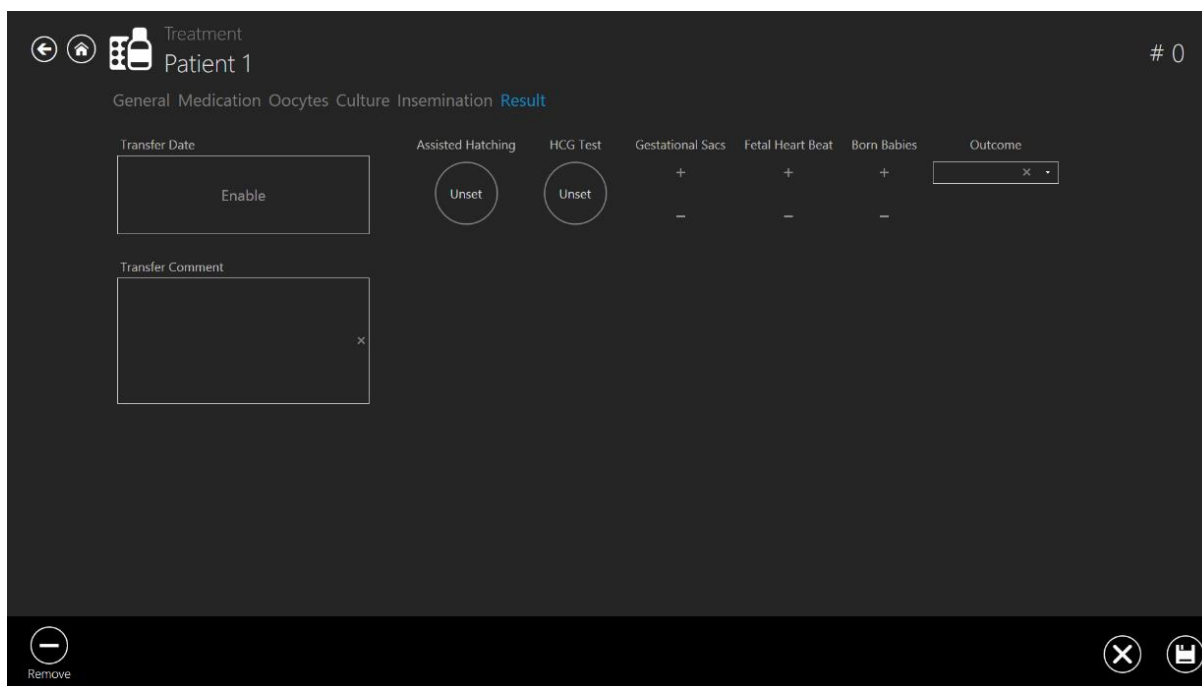 Treatment
Patient 1
# 0
General Medication Oocytes Culture Insemination Result
Transfer Date
Assisted Hatching
HCG Test
Gestational Sacs
Fetal Heart Beat
Born Babies
Outcome
Enable
Unset
Unset
+ + +
× 
− − −
Transfer Comment
×
Remove